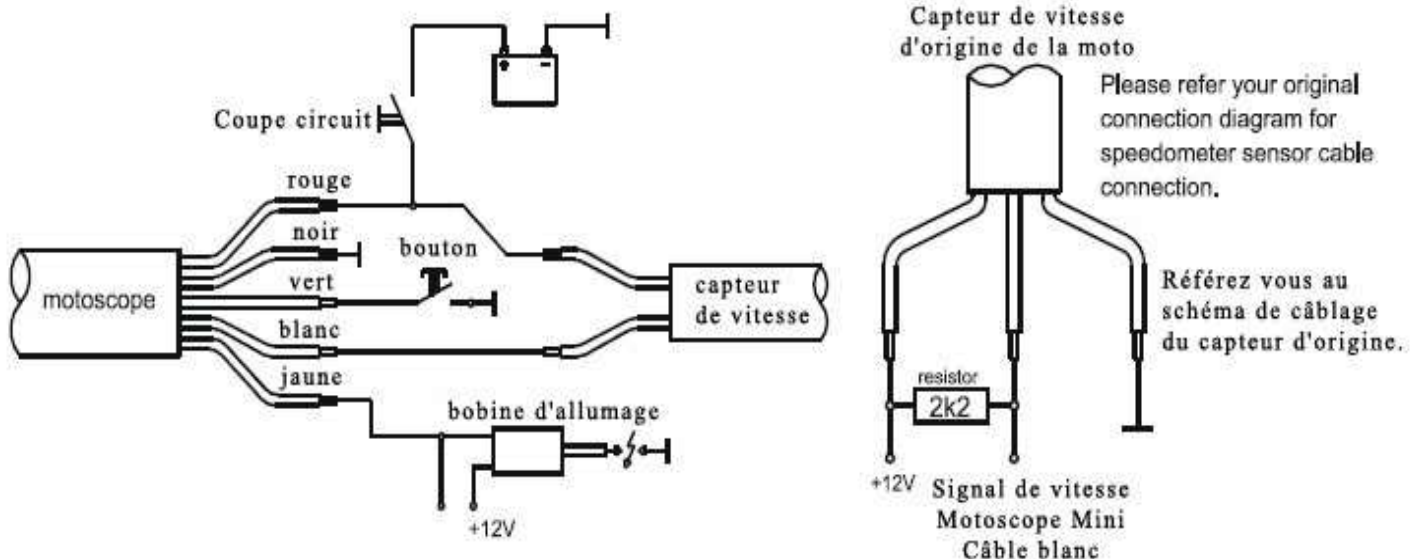 Coupe circuit
rouge
noir
vert
blanc
jaune
motoscope
bouton
capteur
de vitesse
bobine d'allumage
+12V
Capteur de vitesse
d'origine de la moto
Please refer your original
connection diagram for
speedometer sensor cable
connection.
Référez vous au
schéma de câblage
du capteur d'origine.
resistor
2k2
+12V
Signal de vitesse
Motoscope Mini
Câble blanc